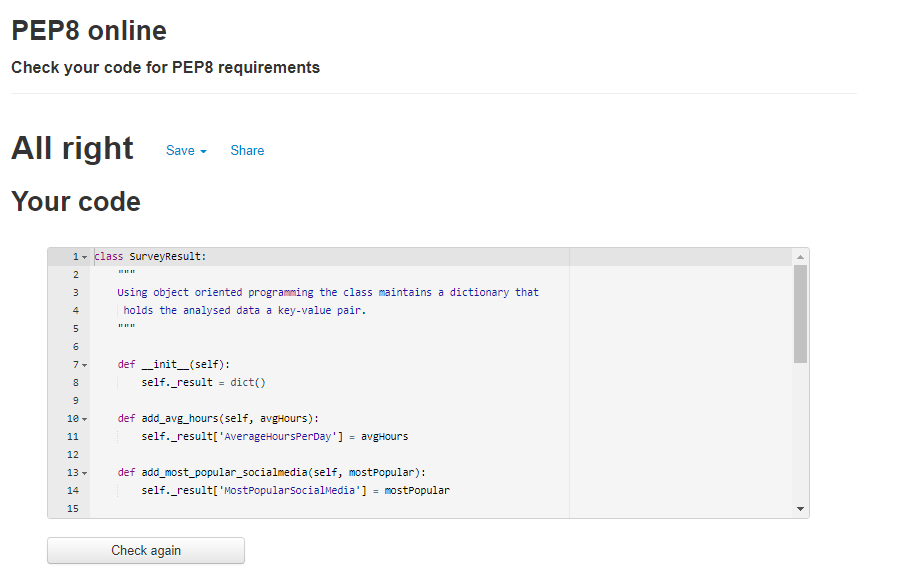 PEP8 online
Check your code for PEP8 requirements
All right Save Share
Your code
1 class SurveyResult:
2 """
3 Using object oriented programming the class maintains a dictionary that
4 holds the analysed data a key-value pair.
5 """
6
7 def __init__(self):
8 self._result = dict()
9
10 def add_avg_hours(self, avgHours):
11 self._result['AverageHoursPerDay'] = avgHours
12
13 def add_most_popular_socialmedia(self, mostPopular):
14 self._result['MostPopularSocialMedia'] = mostPopular
15
Check again